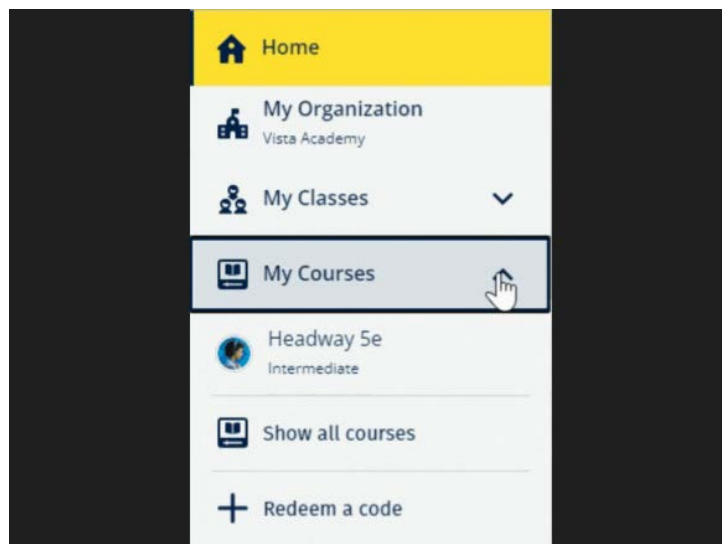 Home
My Organization
Vista Academy
My Classes
My Courses
Headway 5e
Intermediate
Show all courses
Redeem a code